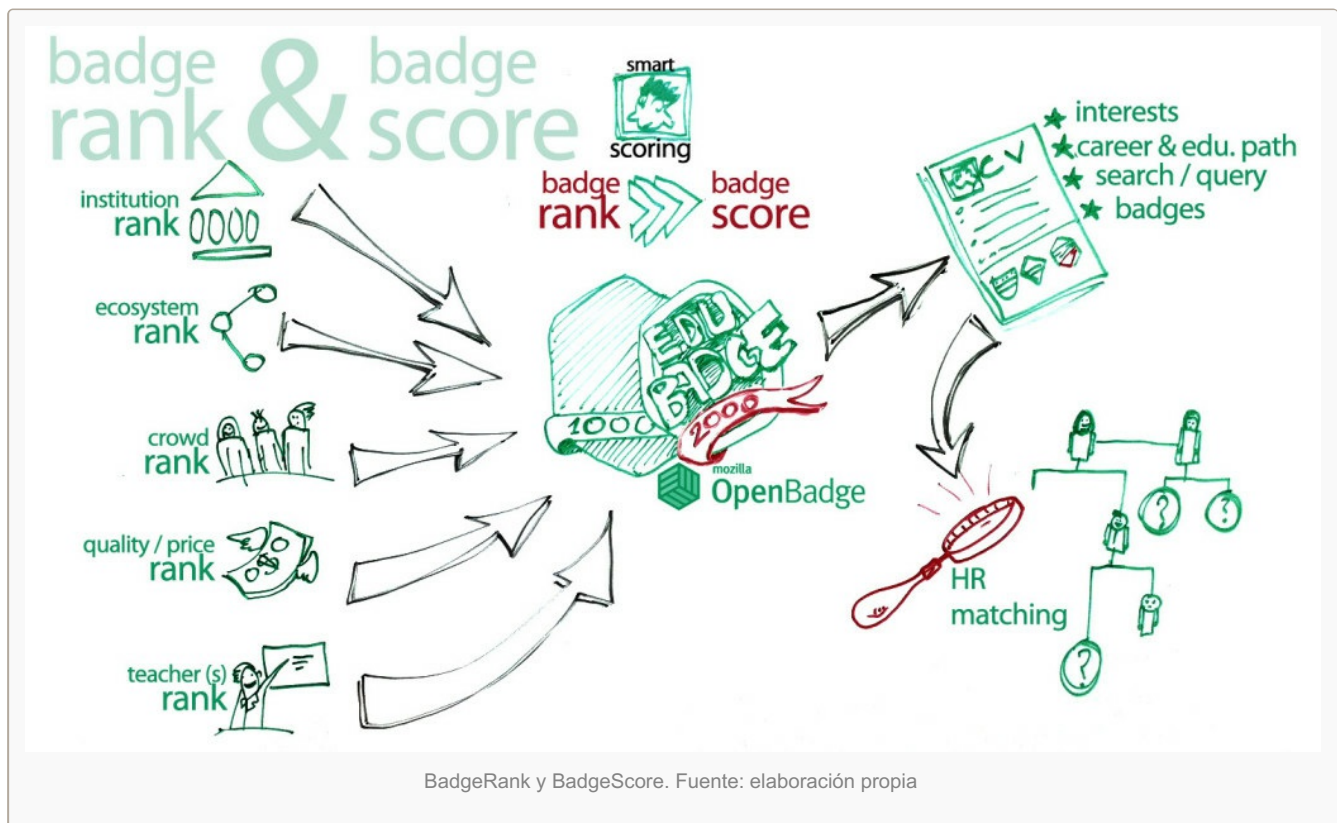 badge
rank
&
badge
score
smart
scoring
badge
rank
badge
score
institution
rank
ecosystem
rank
crowd
rank
quality / price
rank
teacher (s)
rank
1000
EDU
BADGE
2000
mozilla
OpenBadge
CV
interests
career & edu. path
search / query
badges
HR
matching
?
?
?
BadgeRank y BadgeScore. Fuente: elaboración propia